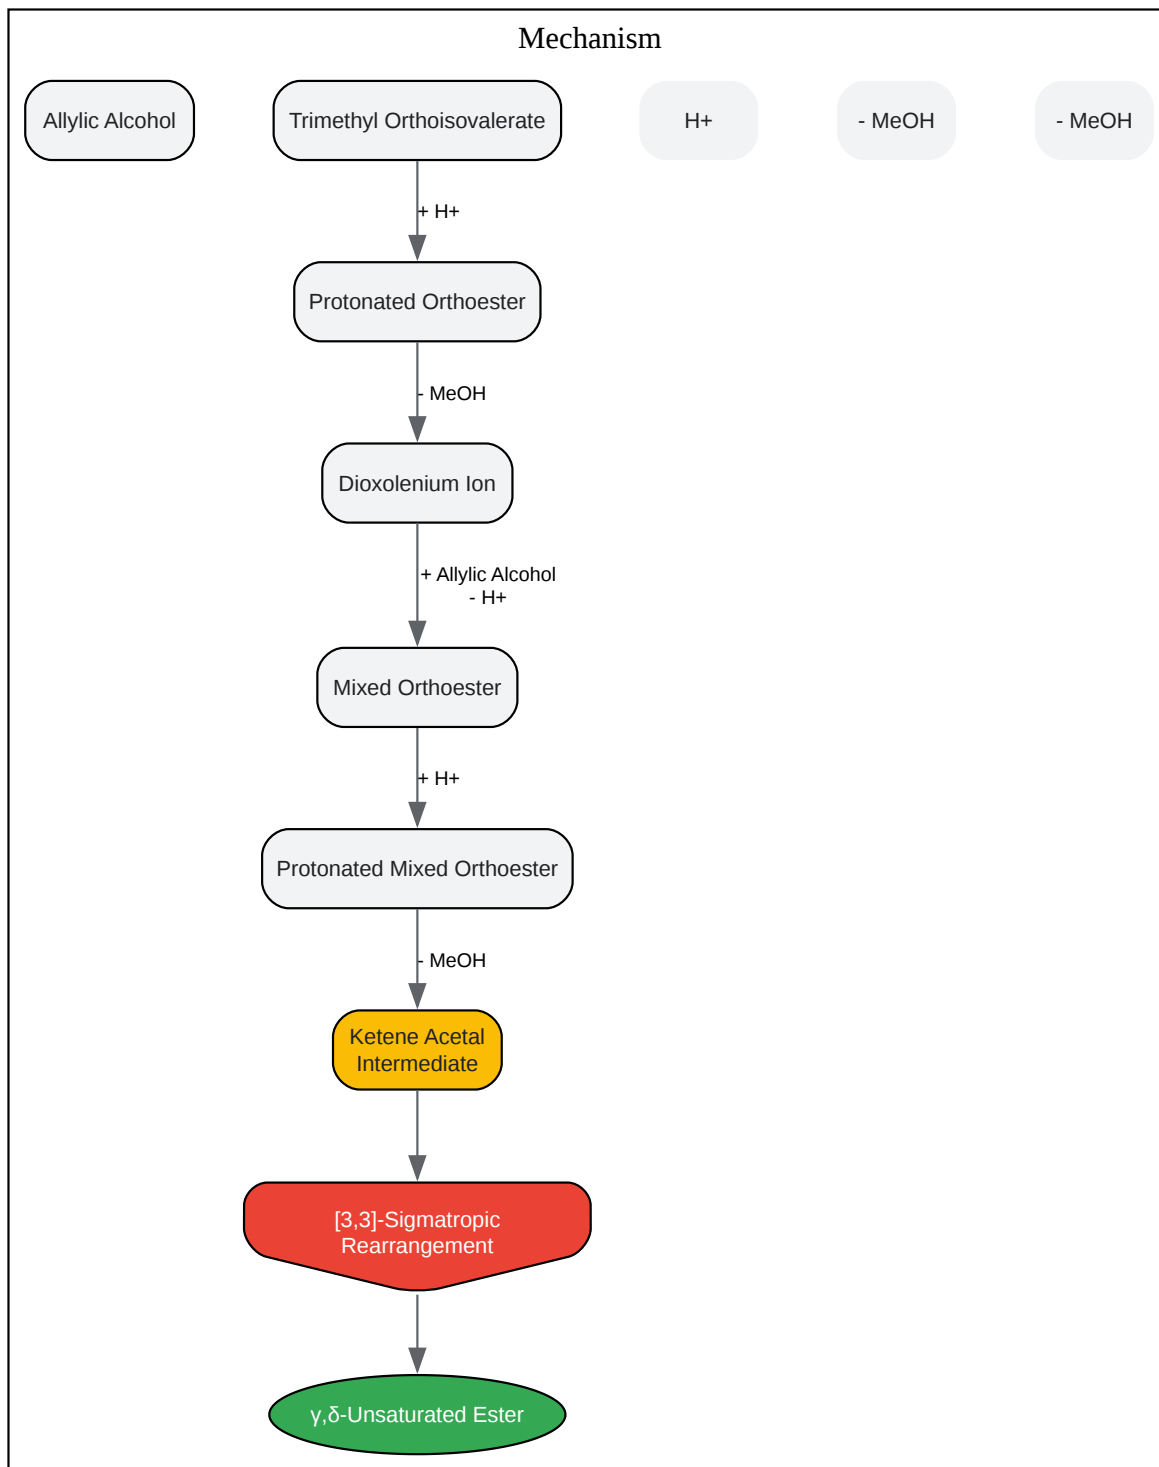 Mechanism
Allylic Alcohol
Trimethyl Orthoisovalerate
H+
- MeOH
- MeOH
+ H+
Protonated Orthoester
- MeOH
Dioxolenium Ion
+ Allylic Alcohol
- H+
Mixed Orthoester
+ H+
Protonated Mixed Orthoester
- MeOH
Ketene Acetal
Intermediate
[3,3]-Sigmatropic
Rearrangement
γ,δ-Unsaturated Ester